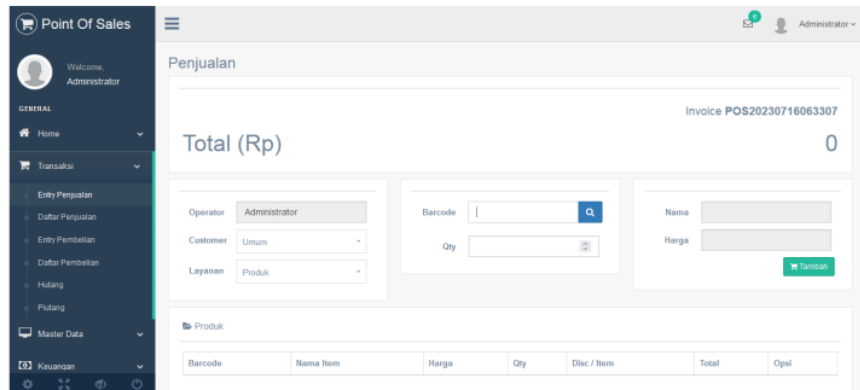 Point Of Sales
6
Administrator
Welcome,
Administrator
GENERAL
Home
Transaksi
Entry Penjualan
Daftar Penjualan
Entry Pembelian
Daftar Pembelian
Hutang
Piutang
Master Data
Keuangan
Penjualan
Invoice POS20230716063307
Total (Rp) 0
Operator Administrator
Customer Umum
Layanan Produk
Barcode
Qty
Nama
Harga
Tambah
Produk
Barcode Nama Item Harga Qty Disc / Item Total Opsi